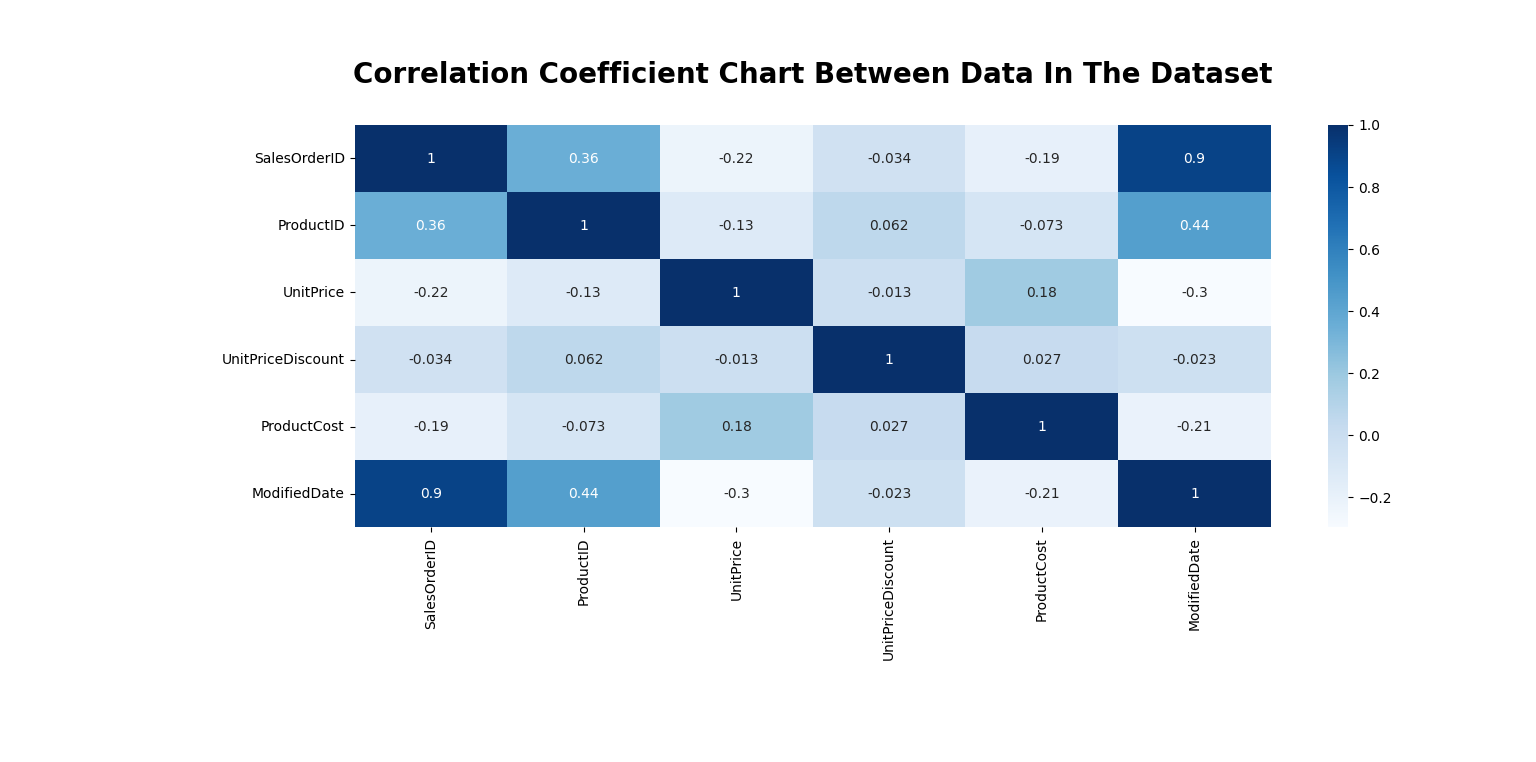 Correlation Coefficient Chart Between Data In The Dataset
SalesOrderID 1 0.36 -0.22 -0.034 -0.19 0.9
ProductID 0.36 1 -0.13 0.062 -0.073 0.44
UnitPrice -0.22 -0.13 1 -0.013 0.18 -0.3
UnitPriceDiscount -0.034 0.062 -0.013 1 0.027 -0.023
ProductCost -0.19 -0.073 0.18 0.027 1 -0.21
ModifiedDate 0.9 0.44 -0.3 -0.023 -0.21 1
SalesOrderID
ProductID
UnitPrice
UnitPriceDiscount
ProductCost
ModifiedDate
1.0
0.8
0.6
0.4
0.2
0.0
−0.2